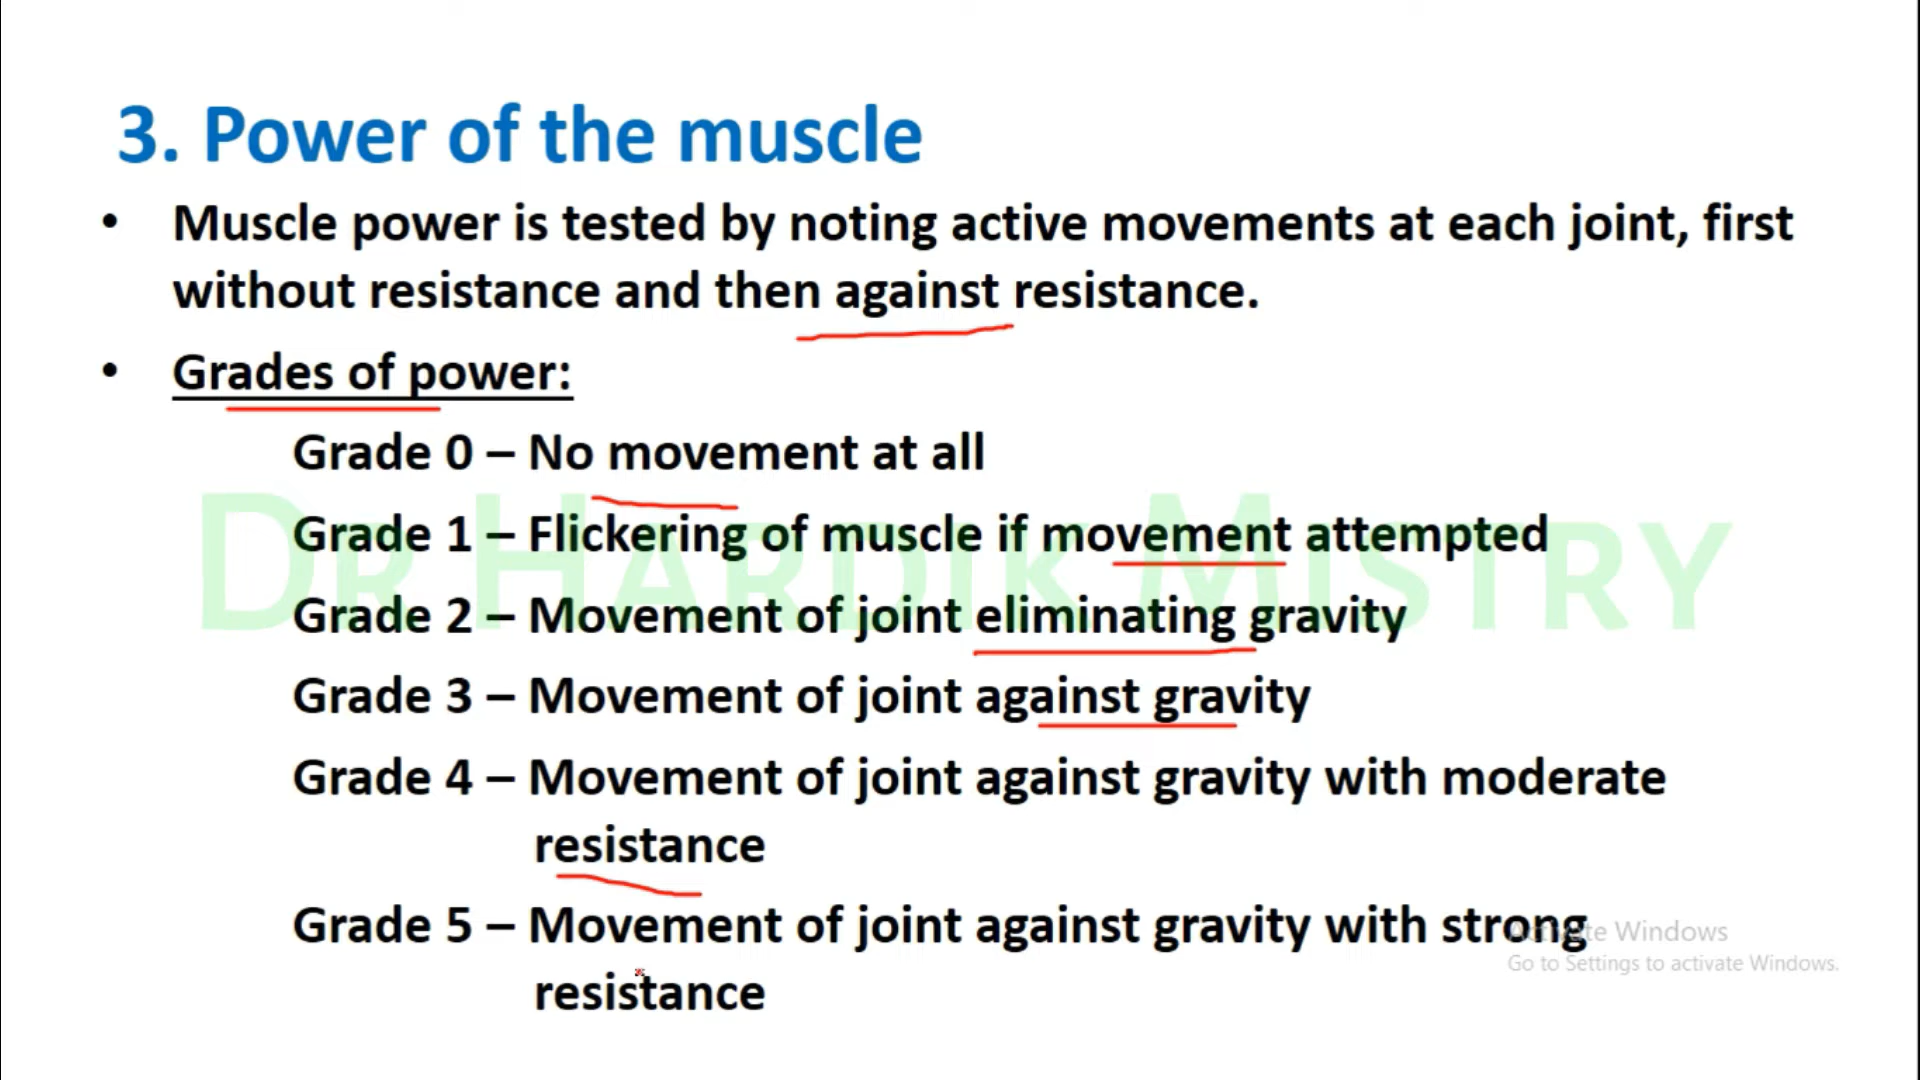 3. Power of the muscle
• Muscle power is tested by noting active movements at each joint, first
without resistance and then against resistance.
• Grades of power:
Grade 0 – No movement at all
Grade 1 – Flickering of muscle if movement attempted
DR HARDIK MISTRY
Grade 2 – Movement of joint eliminating gravity
Grade 3 – Movement of joint against gravity
Grade 4 – Movement of joint against gravity with moderate
resistance
Grade 5 – Movement of joint against gravity with strong
Activate Windows
Go to Settings to activate Windows.
resistance